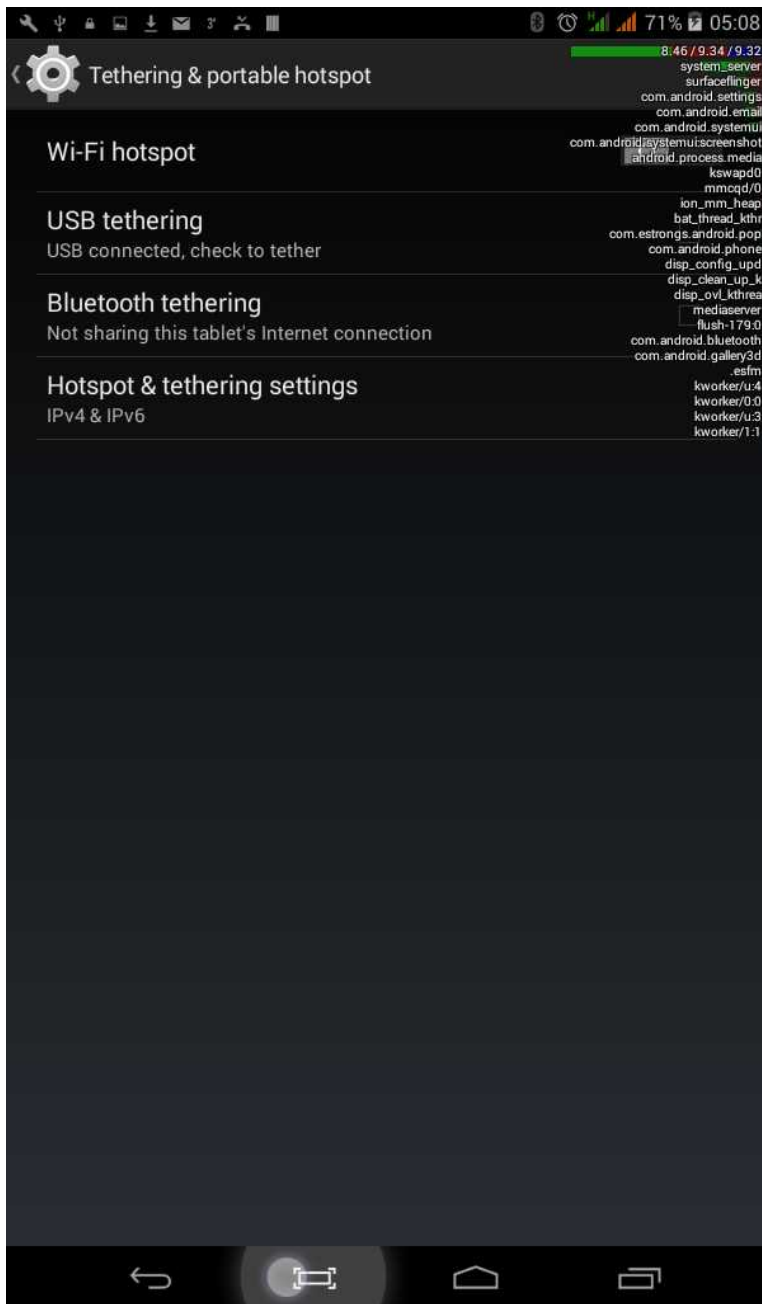 3°
H
71%
05:08
Tethering & portable hotspot
8.46 / 9.34 / 9.32
system_server
surfaceflinger
com.android.settings
com.android.email
com.android.systemui
com.android.systemui:screenshot
android.process.media
kswapd0
mmcqd/0
ion_mm_heap
bat_thread_kthr
com.estrongs.android.pop
com.android.phone
disp_config_upd
disp_clean_up_k
disp_ovl_kthrea
mediaserver
flush-179:0
com.android.bluetooth
com.android.gallery3d
.esfm
kworker/u:4
kworker/0:0
kworker/u:3
kworker/1:1
Wi-Fi hotspot
USB tethering
USB connected, check to tether
Bluetooth tethering
Not sharing this tablet's Internet connection
Hotspot & tethering settings
IPv4 & IPv6